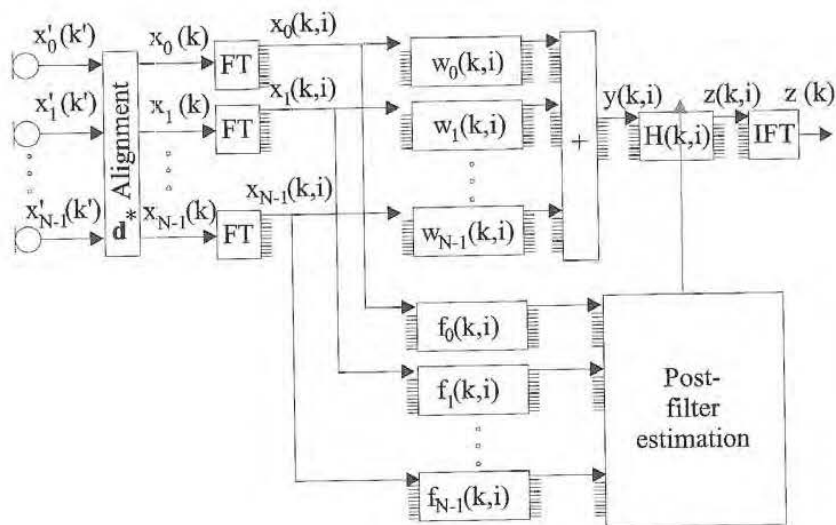 x'₀(k') x₀(k) FT x₀(k,i) w₀(k,i)
x'₁(k') x₁(k) FT x₁(k,i) w₁(k,i)
x'N-1(k') xN-1(k) FT xN-1(k,i) wN-1(k,i)
d* Alignment
+
y(k,i) H(k,i) z(k,i) IFT z (k)
f₀(k,i)
f₁(k,i)
fN-1(k,i)
Post-
filter
estimation